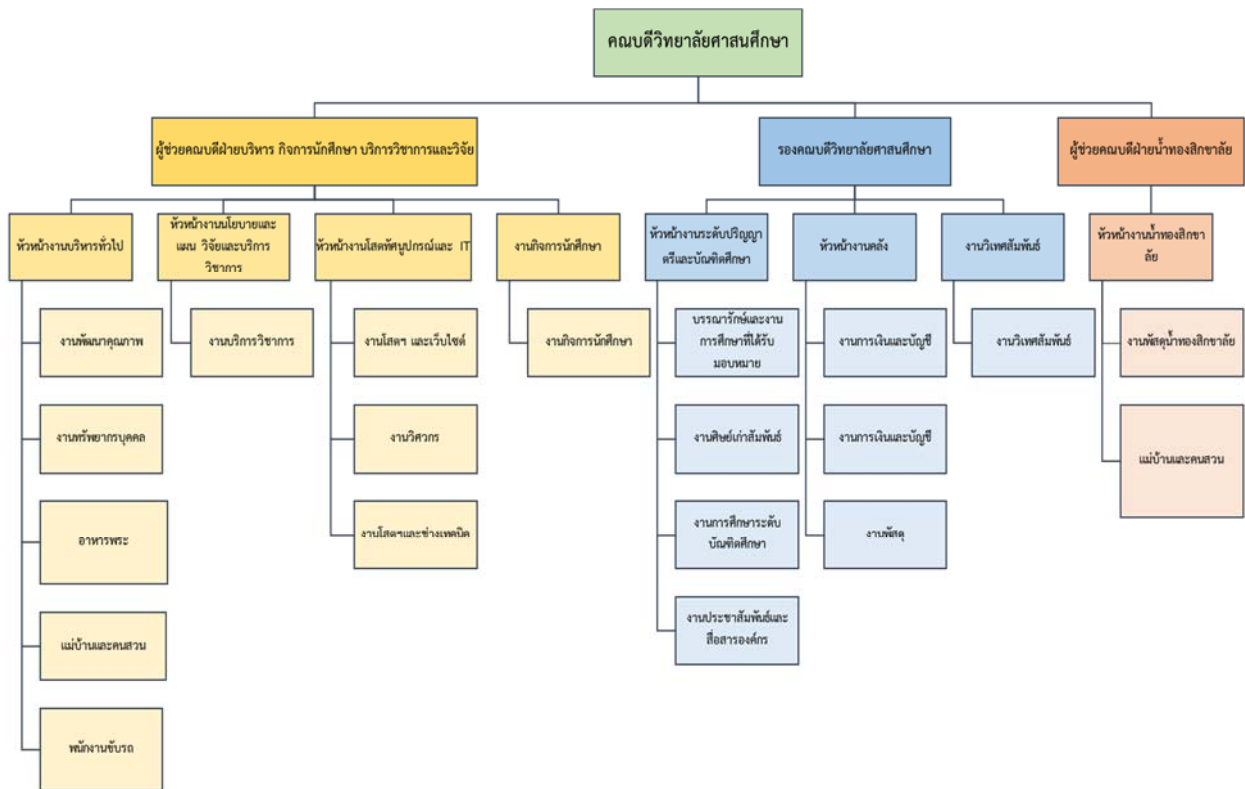 คณบดีวิทยาลัยศาสนศึกษา
ผู้ช่วยคณบดีฝ่ายบริหาร กิจการนักศึกษา บริการวิชาการและวิจัย
รองคณบดีวิทยาลัยศาสนศึกษา
ผู้ช่วยคณบดีฝ่ายน้ำทองสิกขาลัย
หัวหน้างานบริหารทั่วไป
หัวหน้างานนโยบายและ
แผน วิจัยและบริการ
วิชาการ
หัวหน้างานโสตทัศนูปกรณ์และ IT
งานกิจการนักศึกษา
หัวหน้างานระดับปริญญา
ตรีและบัณฑิตศึกษา
หัวหน้างานคลัง
งานวิเทศสัมพันธ์
หัวหน้างานน้ำทองสิกขา
ลัย
งานพัฒนาคุณภาพ
งานบริการวิชาการ
งานโสตฯ และเว็บไซต์
งานกิจการนักศึกษา
บรรณารักษ์และงาน
การศึกษาที่ได้รับ
มอบหมาย
งานการเงินและบัญชี
งานวิเทศสัมพันธ์
งานพัสดุน้ำทองสิกขาลัย
งานทรัพยากรบุคคล
งานวิศวกร
งานศิษย์เก่าสัมพันธ์
งานการเงินและบัญชี
แม่บ้านและคนสวน
อาหารพระ
งานโสตฯและช่างเทคนิค
งานการศึกษาระดับ
บัณฑิตศึกษา
งานพัสดุ
แม่บ้านและคนสวน
งานประชาสัมพันธ์และ
สื่อสารองค์กร
พนักงานขับรถ